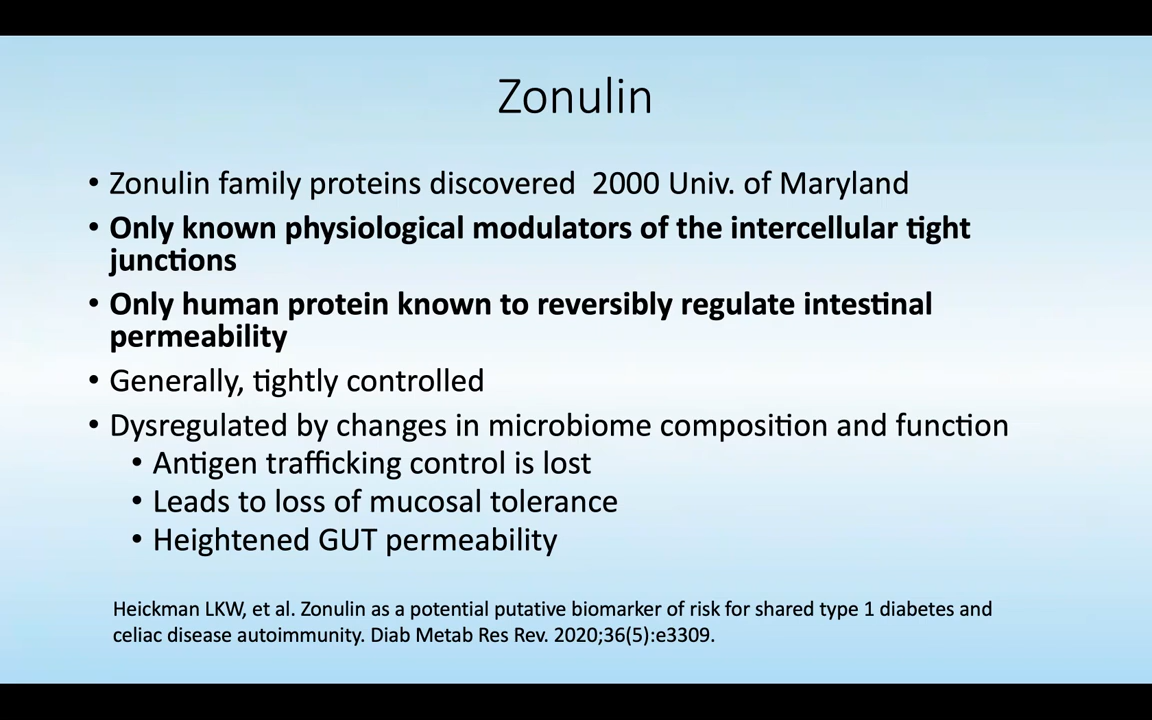 Zonulin
• Zonulin family proteins discovered  2000 Univ. of Maryland
• Only known physiological modulators of the intercellular tight
junctions
• Only human protein known to reversibly regulate intestinal
permeability
• Generally, tightly controlled
• Dysregulated by changes in microbiome composition and function
• Antigen trafficking control is lost
• Leads to loss of mucosal tolerance
• Heightened GUT permeability
Heickman LKW, et al. Zonulin as a potential putative biomarker of risk for shared type 1 diabetes and
celiac disease autoimmunity. Diab Metab Res Rev. 2020;36(5):e3309.